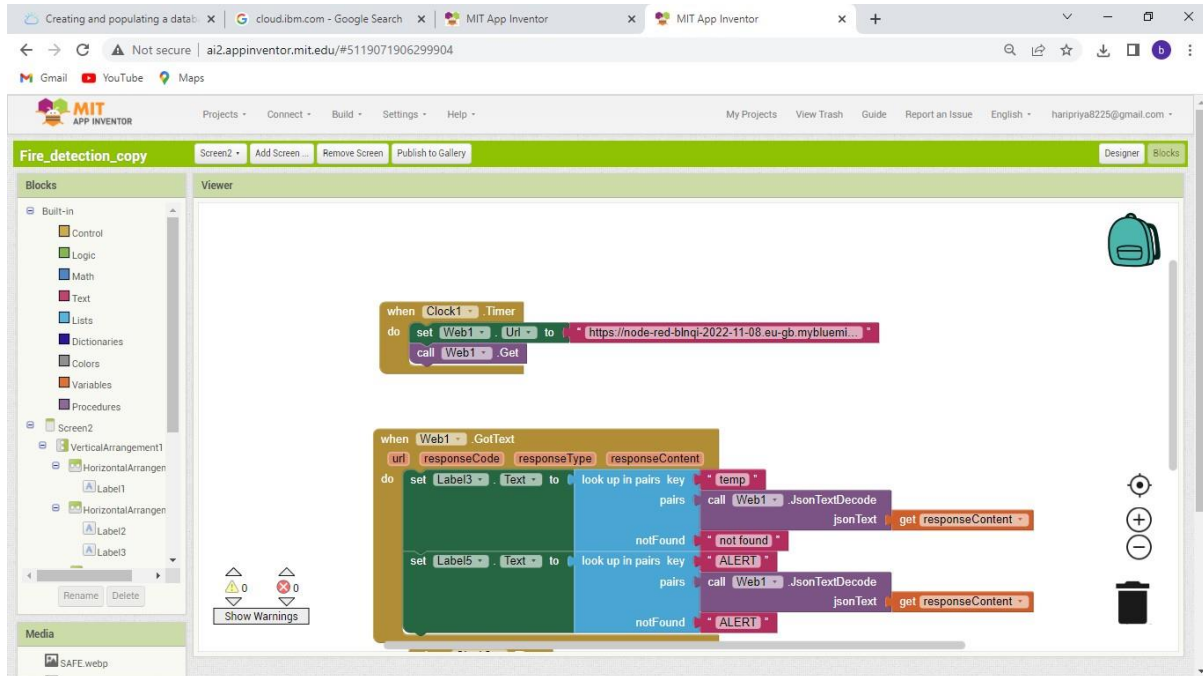 Creating and populating a datab
cloud.ibm.com - Google Search
MIT App Inventor
MIT App Inventor
Not secure ai2.appinventor.mit.edu/#5119071906299904
b
Gmail YouTube Maps
MIT
APP INVENTOR
Projects Connect Build Settings Help
My Projects View Trash Guide Report an Issue English haripriya8225@gmail.com
Fire_detection_copy
Screen2 Add Screen ... Remove Screen Publish to Gallery
Designer Blocks
Blocks
Viewer
Built-in
Control
Logic
Math
Text
Lists
Dictionaries
Colors
Variables
Procedures
Screen2
VerticalArrangement1
HorizontalArrangen
Label1
HorizontalArrangen
Label2
Label3
Rename Delete
Media
SAFE.webp
when Clock1 .Timer
do set Web1 . Url to " https://node-red-blnqi-2022-11-08.eu-gb.mybluemi... "
call Web1 .Get
when Web1 .GotText
url responseCode responseType responseContent
do set Label3 . Text to look up in pairs key " temp "
pairs call Web1 .JsonTextDecode
jsonText get responseContent
notFound " not found "
set Label5 . Text to look up in pairs key " ALERT "
pairs call Web1 .JsonTextDecode
jsonText get responseContent
notFound " ALERT "
0 0
Show Warnings